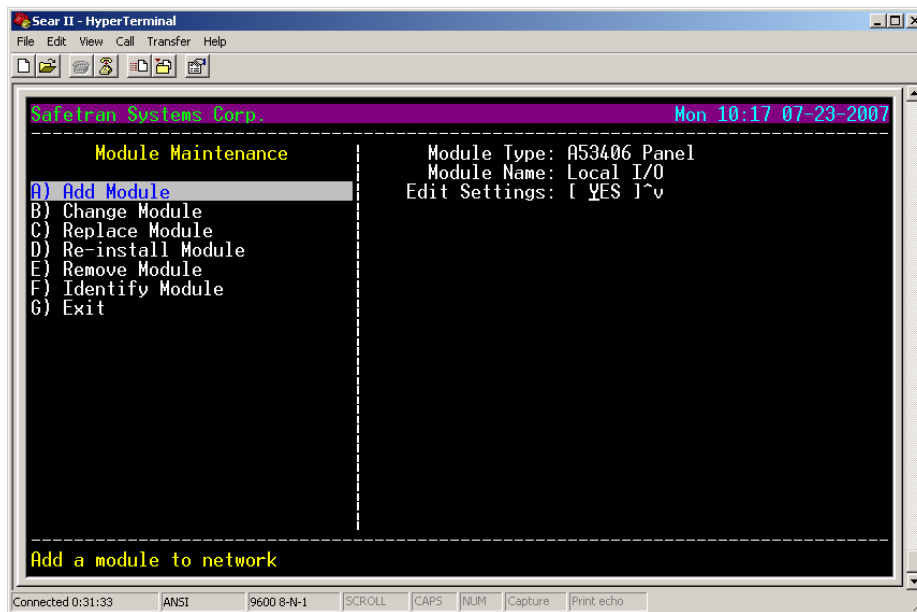 Sear II - HyperTerminal
File Edit View Call Transfer Help
Safetran Systems Corp. Mon 10:17 07-23-2007
Module Maintenance
A) Add Module
B) Change Module
C) Replace Module
D) Re-install Module
E) Remove Module
F) Identify Module
G) Exit
Module Type: A53406 Panel
Module Name: Local I/O
Edit Settings: [ YES ]^v
Add a module to network
Connected 0:31:33 ANSI 9600 8-N-1 SCROLL CAPS NUM Capture Print echo